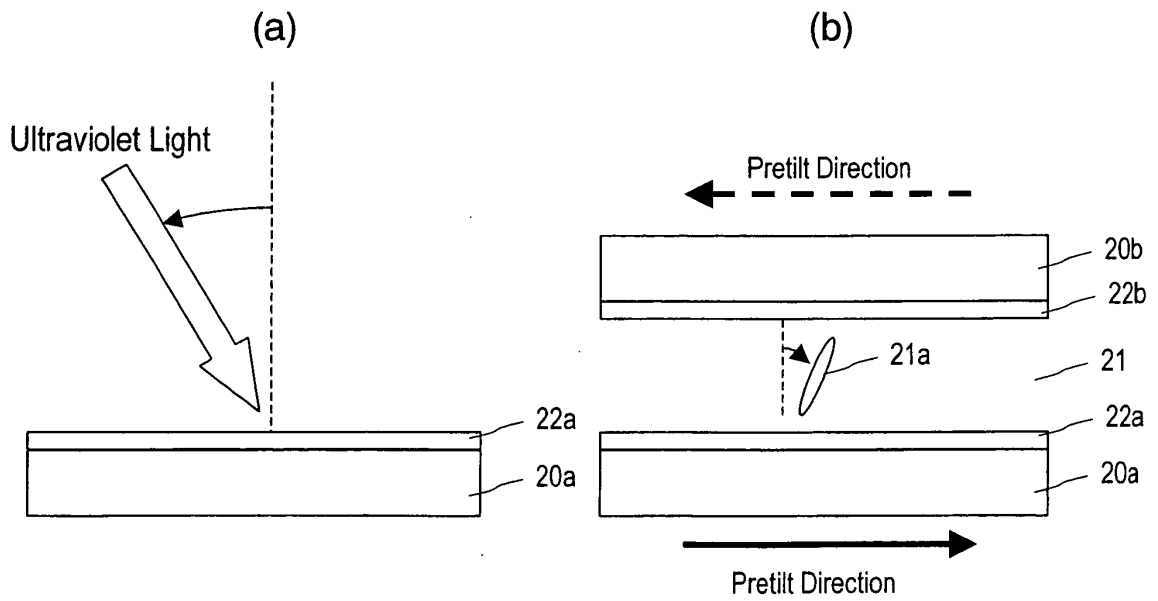 (a)
Ultraviolet Light
22a
20a
(b)
Pretilt Direction
20b
22b
21a
21
22a
20a
Pretilt Direction